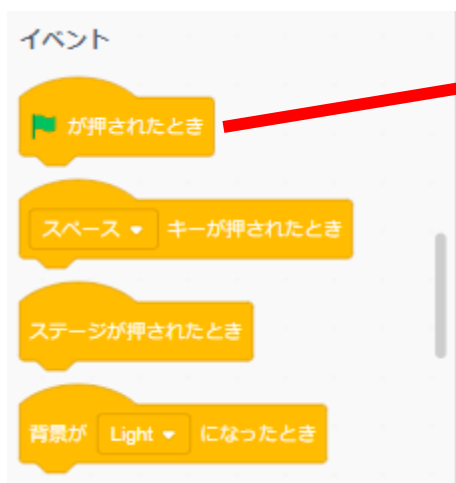 イベント
が押されたとき
スペース キーが押されたとき
ステージが押されたとき
背景が Light になったとき